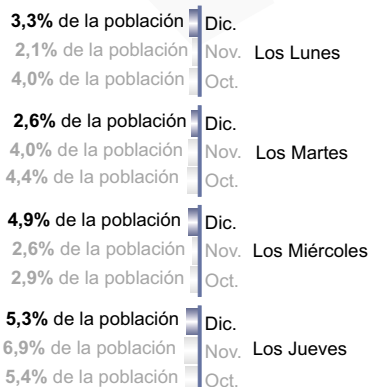 3,3% de la población Dic.
2,1% de la población Nov. Los Lunes
4,0% de la población Oct.
2,6% de la población Dic.
4,0% de la población Nov. Los Martes
4,4% de la población Oct.
4,9% de la población Dic.
2,6% de la población Nov. Los Miércoles
2,9% de la población Oct.
5,3% de la población Dic.
6,9% de la población Nov. Los Jueves
5,4% de la población Oct.